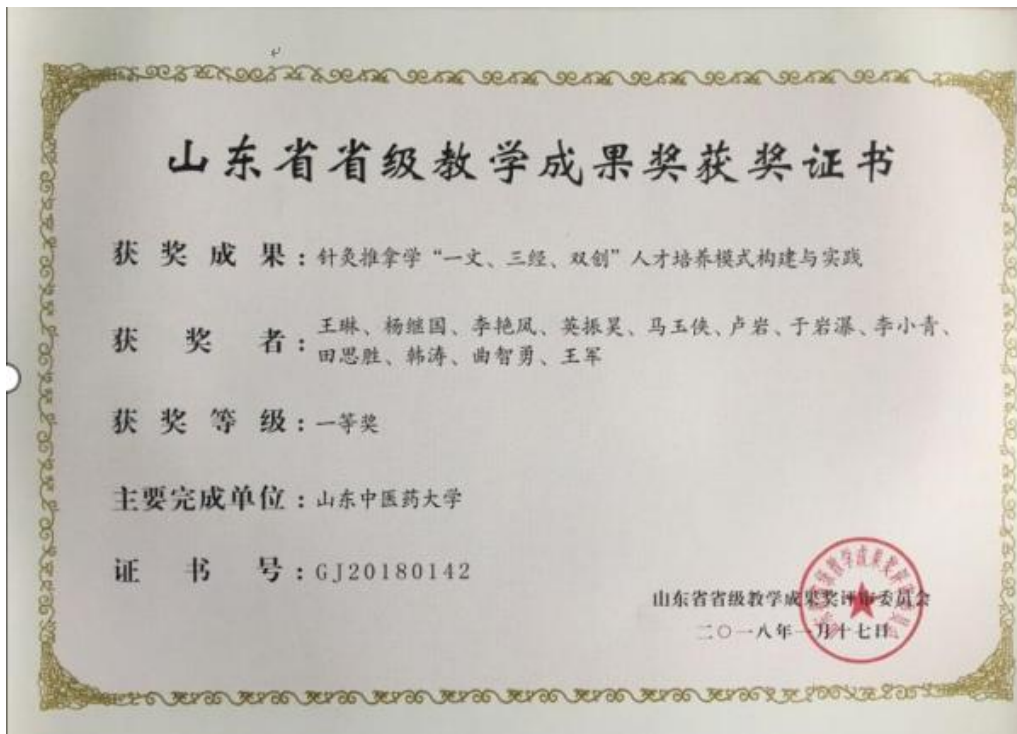 山东省省级教学成果奖获奖证书
获奖成果：针灸推拿学“一文、三经、双创”人才培养模式构建与实践
获奖者：王琳、杨继国、李艳凤、英振昊、马玉侠、卢岩、于岩瀑、李小青、
田思胜、韩涛、曲智勇、王军
获奖等级：一等奖
主要完成单位：山东中医药大学
证书号：GJ20180142
山东省省级教学成果奖评审委员会
二〇一八年一月十七日